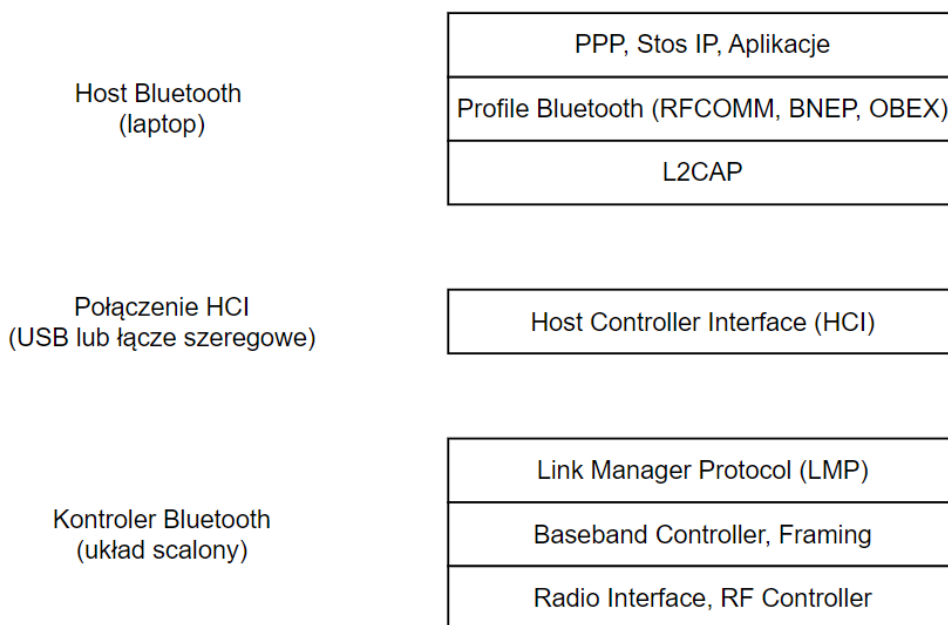 PPP, Stos IP, Aplikacje
Host Bluetooth
(laptop)
Profile Bluetooth (RFCOMM, BNEP, OBEX)
L2CAP
Połączenie HCI
(USB lub łącze szeregowe)
Host Controller Interface (HCI)
Link Manager Protocol (LMP)
Kontroler Bluetooth
(układ scalony)
Baseband Controller, Framing
Radio Interface, RF Controller